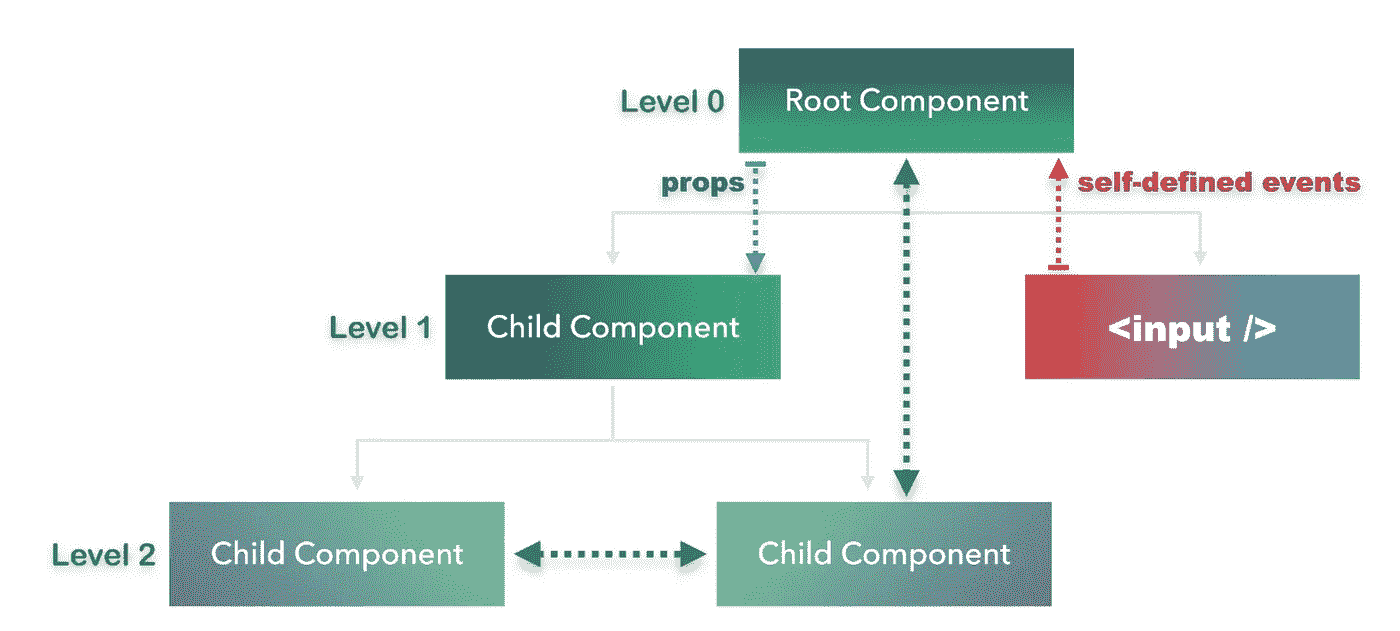 Level 0
Root Component
props
self-defined events
Level 1
Child Component
<input />
Level 2
Child Component
Child Component